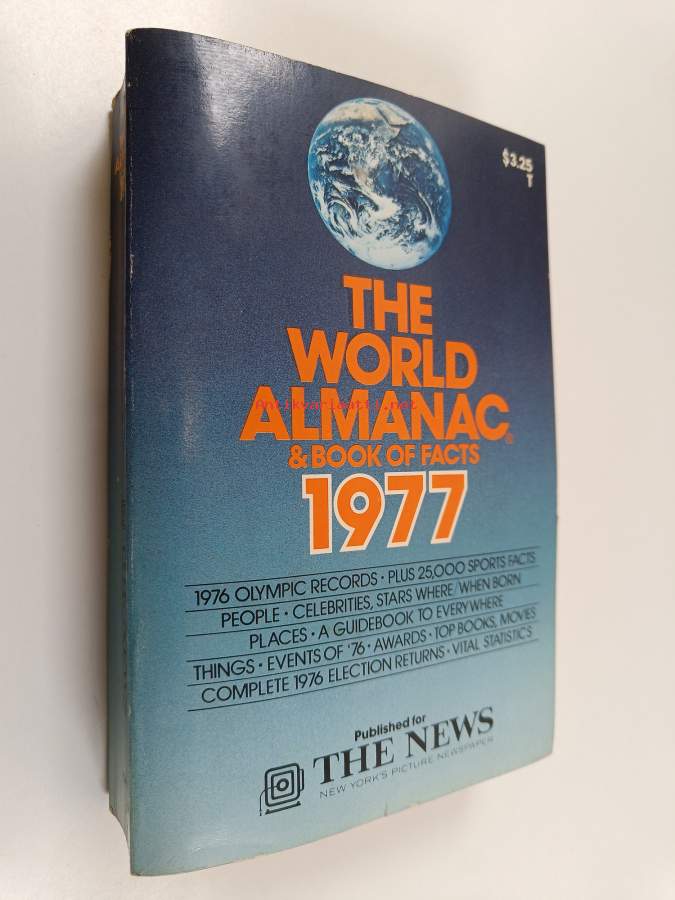 $3.25
T
THE
WORLD
ALMANAC®
& BOOK OF FACTS
1977
Antikvariaatti.net
1976 OLYMPIC RECORDS • PLUS 25,000 SPORTS FACTS
PEOPLE • CELEBRITIES, STARS WHERE/WHEN BORN
PLACES • A GUIDEBOOK TO EVERYWHERE
THINGS • EVENTS OF '76 • AWARDS • TOP BOOKS, MOVIES
COMPLETE 1976 ELECTION RETURNS • VITAL STATISTICS
Published for
THE NEWS
NEW YORK'S PICTURE NEWSPAPER